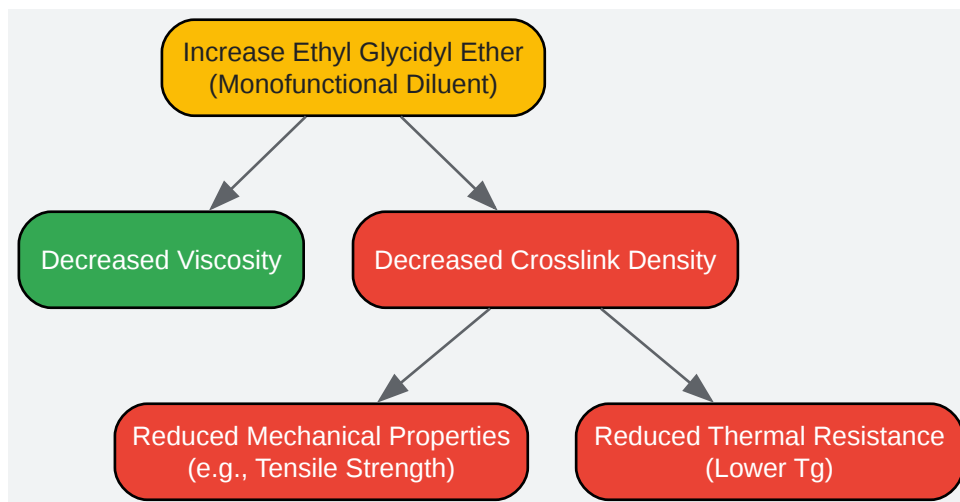 Increase Ethyl Glycidyl Ether
(Monofunctional Diluent)
Decreased Viscosity
Decreased Crosslink Density
Reduced Mechanical Properties
(e.g., Tensile Strength)
Reduced Thermal Resistance
(Lower Tg)